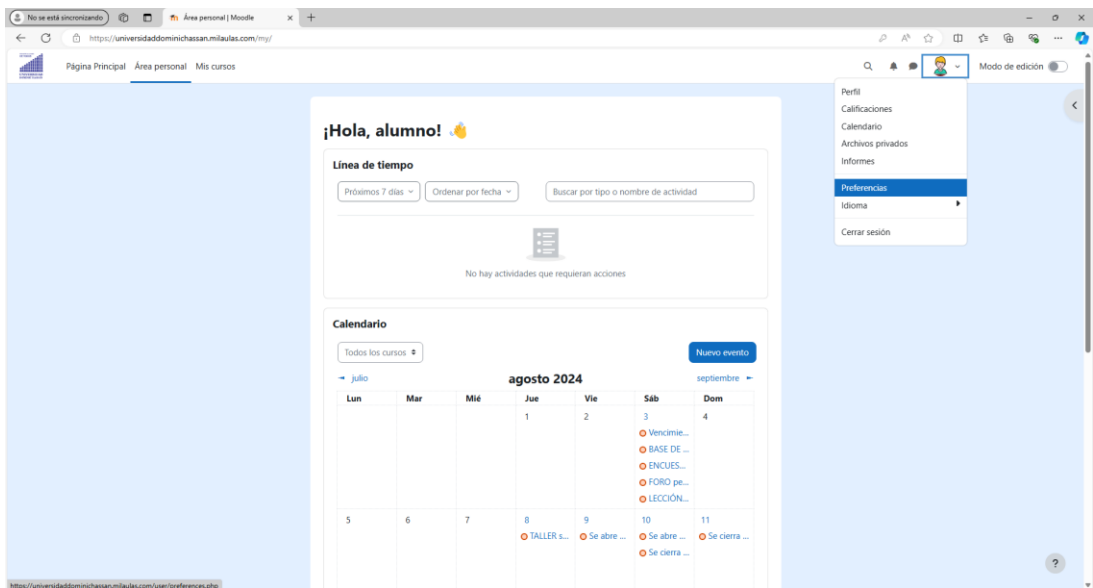 No se está sincronizando
Área personal | Moodle
https://universidaddominichassan.milaulas.com/my/
Página Principal Área personal Mis cursos
Modo de edición
Perfil
Calificaciones
Calendario
Archivos privados
Informes
Preferencias
Idioma
Cerrar sesión
¡Hola, alumno!
Línea de tiempo
Próximos 7 días Ordenar por fecha Buscar por tipo o nombre de actividad
No hay actividades que requieran acciones
Calendario
Todos los cursos Nuevo evento
julio agosto 2024 septiembre
Lun Mar Mié Jue Vie Sáb Dom
1 2 3 4
Vencimie...
BASE DE ...
ENCUES...
FORO pe...
LECCIÓN...
5 6 7 8 9 10 11
TALLER s... Se abre ... Se abre ... Se cierra ...
Se cierra ...
?
https://universidaddominichassan.milaulas.com/user/preferences.php